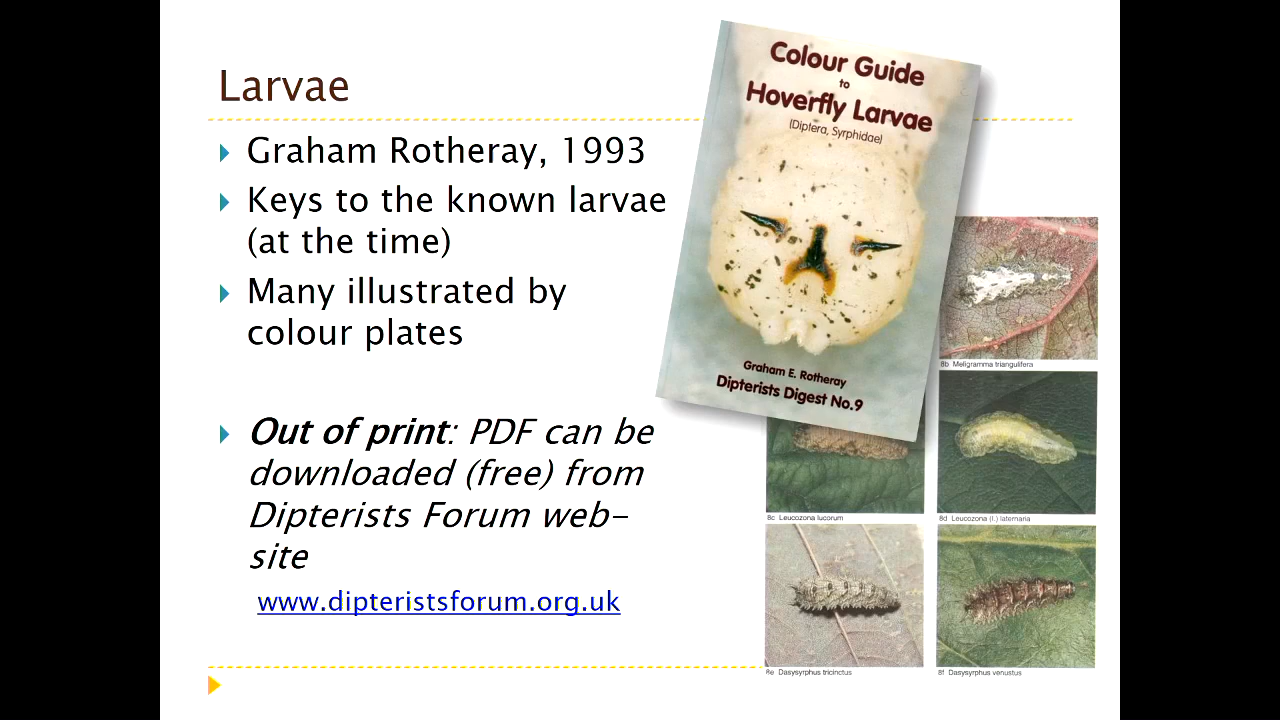 Larvae
Graham Rotheray, 1993
Keys to the known larvae
(at the time)
Many illustrated by
colour plates
Out of print: PDF can be
downloaded (free) from
Dipterists Forum web-
site
www.dipteristsforum.org.uk
Colour Guide
to
Hoverfly Larvae
(Diptera, Syrphidae)
Graham E. Rotheray
Dipterists Digest No.9
8b Meligramma triangulifera
8c Leucozona lucorum
8d Leucozona (I.) laternaria
8e Dasysyrphus tricinctus
8f Dasysyrphus venustus